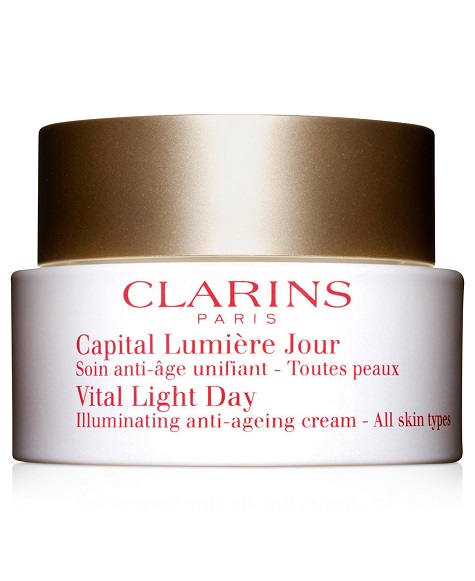 CLARINS
PARIS
Capital Lumière Jour
Soin anti-âge unifiant - Toutes peaux
Vital Light Day
Illuminating anti-ageing cream - All skin types